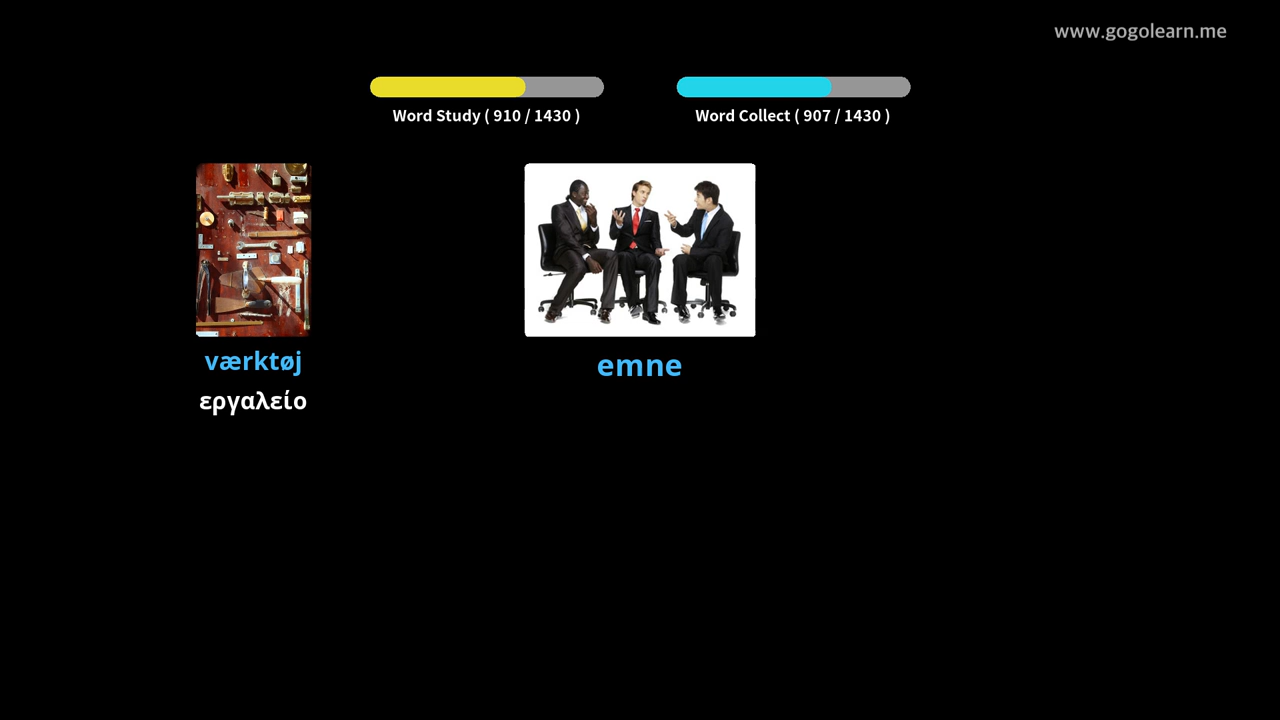 www.gogolearn.me
Word Study ( 910 / 1430 )
Word Collect ( 907 / 1430 )
værktøj
εργαλείο
emne